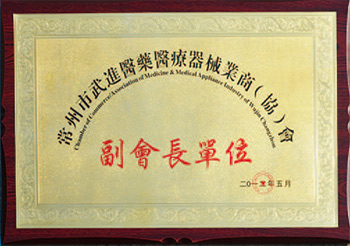 常州市武進醫藥醫療器械業商(協)會
Chamber of Commerce/Association of Medicine & Medical Appliance Industry of Wujin Changzhou
副會長單位
二〇一三年五月